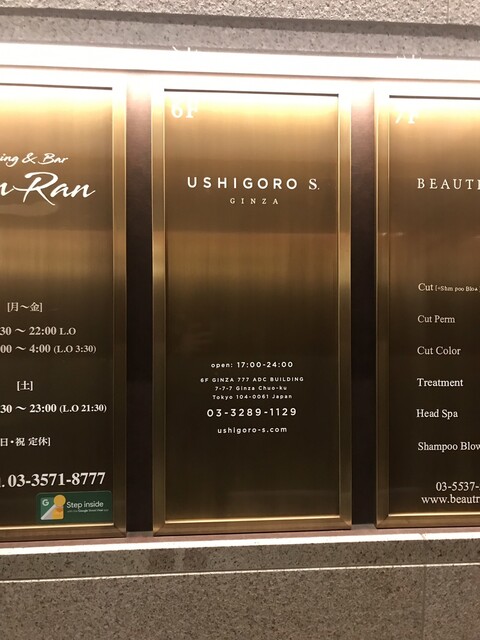 ing & Bar
Ran
[月〜金]
30 〜 22:00 L.O
00 〜 4:00 (L.O 3:30)
[土]
30 〜 23:00 (L.O 21:30)
日・祝 定休]
03-3571-8777
Step inside
6F
USHIGORO S.
GINZA
open: 17:00-24:00
6F GINZA 777 ADC BUILDING
7-7-7 Ginza Chuo-ku
Tokyo 104-0061 Japan
03-3289-1129
ushigoro-s.com
7F
BEAUTR
Cut
Cut Perm
Cut Color
Treatment
Head Spa
Shampoo Blow
03-5537-
www.beautr